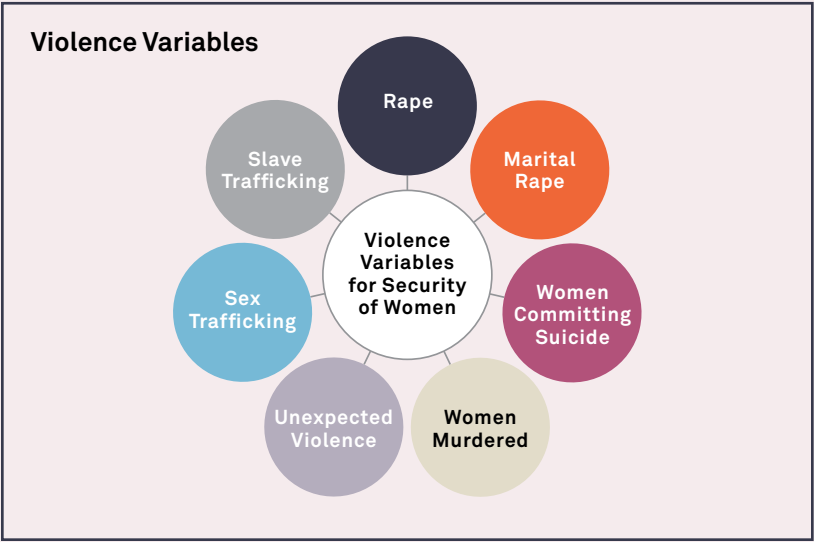 Violence Variables
Rape
Marital
Rape
Women
Committing
Suicide
Women
Murdered
Unexpected
Violence
Sex
Trafficking
Slave
Trafficking
Violence
Variables
for Security
of Women